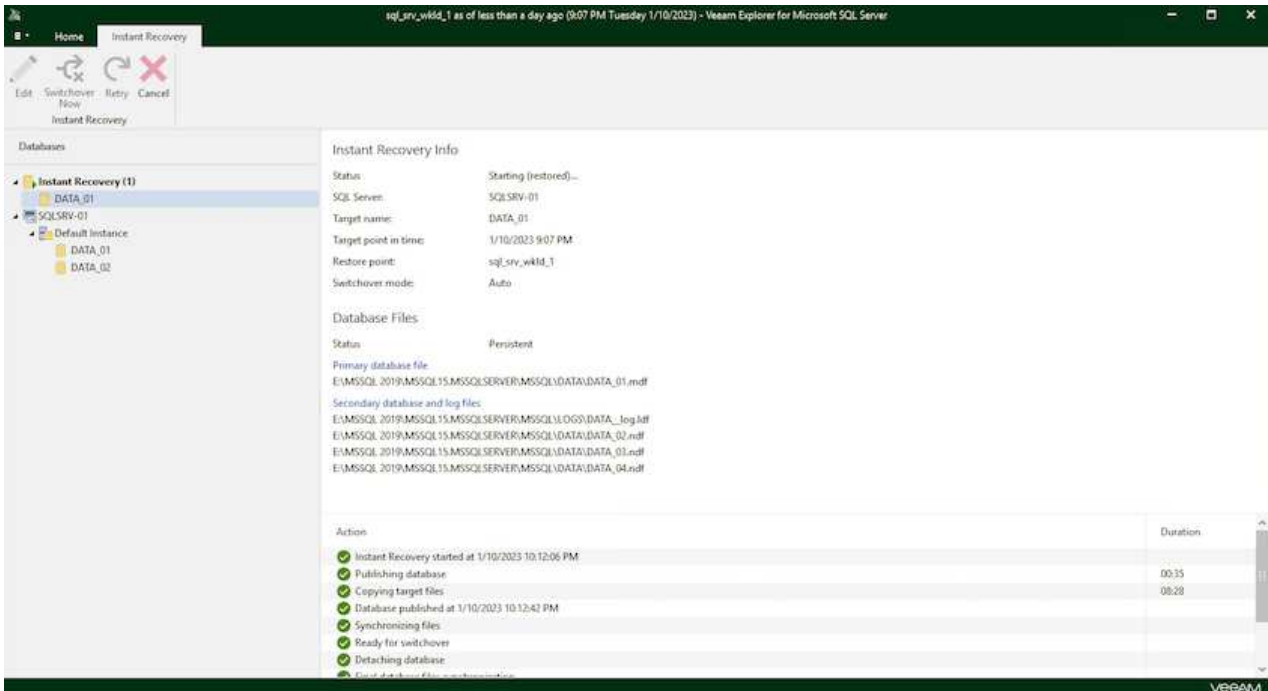 sql_srv_wkld_1 as of less than a day ago (9:07 PM Tuesday 1/10/2023) - Veeam Explorer for Microsoft SQL Server
Home Instant Recovery
Edit Switchover Now Retry Cancel
Instant Recovery
Databases
Instant Recovery (1)
DATA_01
SQLSRV-01
Default Instance
DATA_01
DATA_02
Instant Recovery Info
Status Starting (restored)...
SQL Server: SQLSRV-01
Target name: DATA_01
Target point in time: 1/10/2023 9:07 PM
Restore point: sql_srv_wkld_1
Switchover mode: Auto
Database Files
Status Persistent
Primary database file
E:\MSSQL 2019\MSSQL15.MSSQLSERVER\MSSQL\DATA\DATA_01.mdf
Secondary database and log files
E:\MSSQL 2019\MSSQL15.MSSQLSERVER\MSSQL\LOGS\DATA__log.ldf
E:\MSSQL 2019\MSSQL15.MSSQLSERVER\MSSQL\DATA\DATA_02.ndf
E:\MSSQL 2019\MSSQL15.MSSQLSERVER\MSSQL\DATA\DATA_03.ndf
E:\MSSQL 2019\MSSQL15.MSSQLSERVER\MSSQL\DATA\DATA_04.ndf
Action Duration
Instant Recovery started at 1/10/2023 10:12:06 PM
Publishing database 00:35
Copying target files 08:28
Database published at 1/10/2023 10:12:42 PM
Synchronizing files
Ready for switchover
Detaching database
Final database files synchronization
VEEAM